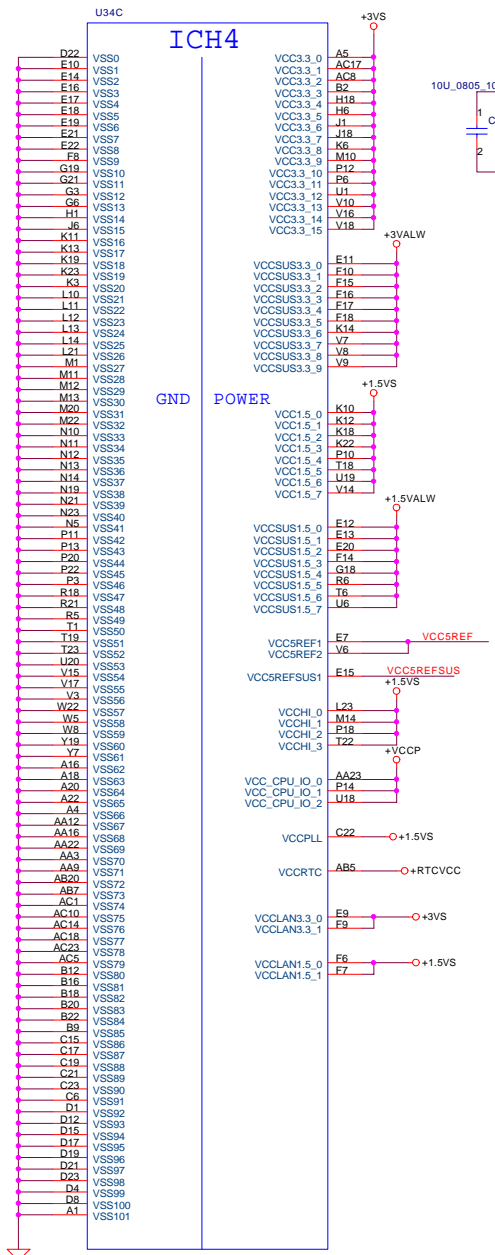 U34C
ICH4
GND
POWER
D22 VSS0
E10 VSS1
E14 VSS2
E16 VSS3
E17 VSS4
E18 VSS5
E19 VSS6
E21 VSS7
E22 VSS8
F8 VSS9
G19 VSS10
G21 VSS11
G3 VSS12
G6 VSS13
H1 VSS14
J6 VSS15
K11 VSS16
K13 VSS17
K19 VSS18
K23 VSS19
K3 VSS20
L10 VSS21
L11 VSS22
L12 VSS23
L13 VSS24
L14 VSS25
L21 VSS26
M1 VSS27
M11 VSS28
M12 VSS29
M13 VSS30
M20 VSS31
M22 VSS32
N10 VSS33
N11 VSS34
N12 VSS35
N13 VSS36
N14 VSS37
N19 VSS38
N21 VSS39
N23 VSS40
N5 VSS41
P11 VSS42
P13 VSS43
P20 VSS44
P22 VSS45
P3 VSS46
R18 VSS47
R21 VSS48
R5 VSS49
T1 VSS50
T19 VSS51
T23 VSS52
U20 VSS53
V15 VSS54
V17 VSS55
V3 VSS56
W22 VSS57
W5 VSS58
W8 VSS59
Y19 VSS60
Y7 VSS61
A16 VSS62
A18 VSS63
A20 VSS64
A22 VSS65
A4 VSS66
AA12 VSS67
AA16 VSS68
AA22 VSS69
AA3 VSS70
AA9 VSS71
AB20 VSS72
AB7 VSS73
AC1 VSS74
AC10 VSS75
AC14 VSS76
AC18 VSS77
AC23 VSS78
AC5 VSS79
B12 VSS80
B16 VSS81
B18 VSS82
B20 VSS83
B22 VSS84
B9 VSS85
C15 VSS86
C17 VSS87
C19 VSS88
C21 VSS89
C23 VSS90
C6 VSS91
D1 VSS92
D12 VSS93
D15 VSS94
D17 VSS95
D19 VSS96
D21 VSS97
D23 VSS98
D4 VSS99
D8 VSS100
A1 VSS101
+3VS
VCC3.3_0 A5
VCC3.3_1 AC17
VCC3.3_2 AC8
VCC3.3_3 B2
VCC3.3_4 H18
VCC3.3_5 H6
VCC3.3_6 J1
VCC3.3_7 J18
VCC3.3_8 K6
VCC3.3_9 M10
VCC3.3_10 P12
VCC3.3_11 P6
VCC3.3_12 U1
VCC3.3_13 V10
VCC3.3_14 V16
VCC3.3_15 V18
+3VALW
VCCSUS3.3_0 E11
VCCSUS3.3_1 F10
VCCSUS3.3_2 F15
VCCSUS3.3_3 F16
VCCSUS3.3_4 F17
VCCSUS3.3_5 F18
VCCSUS3.3_6 K14
VCCSUS3.3_7 V7
VCCSUS3.3_8 V8
VCCSUS3.3_9 V9
+1.5VS
VCC1.5_0 K10
VCC1.5_1 K12
VCC1.5_2 K18
VCC1.5_3 K22
VCC1.5_4 P10
VCC1.5_5 T18
VCC1.5_6 U19
VCC1.5_7 V14
+1.5VALW
VCCSUS1.5_0 E12
VCCSUS1.5_1 E13
VCCSUS1.5_2 E20
VCCSUS1.5_3 F14
VCCSUS1.5_4 G18
VCCSUS1.5_5 R6
VCCSUS1.5_6 T6
VCCSUS1.5_7 U6
VCC5REF1 E7 VCC5REF
VCC5REF2 V6
VCC5REFSUS1 E15 VCC5REFSUS
+1.5VS
VCCHI_0 L23
VCCHI_1 M14
VCCHI_2 P18
VCCHI_3 T22
+VCCP
VCC_CPU_IO_0 AA23
VCC_CPU_IO_1 P14
VCC_CPU_IO_2 U18
VCCPLL C22 +1.5VS
VCCRTC AB5 +RTCVCC
VCCLAN3.3_0 E9 +3VS
VCCLAN3.3_1 F9
VCCLAN1.5_0 F6 +1.5VS
VCCLAN1.5_1 F7
10U_0805_10
1
C
2